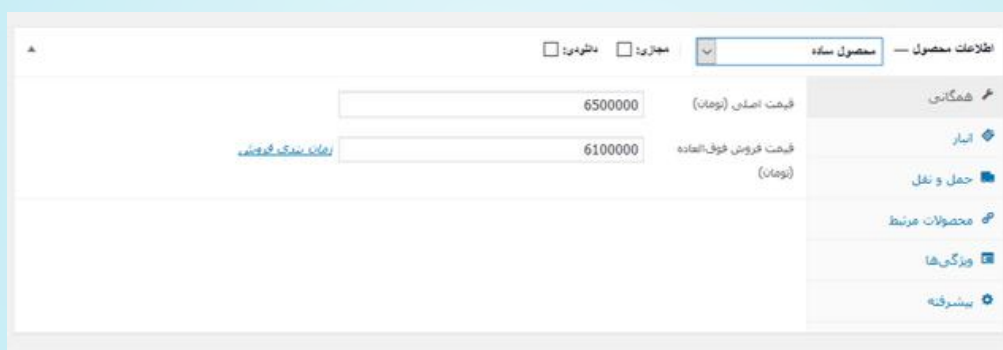 اطلاعات محصول — محصول ساده مجازی: دانلودی:
همگانی
انبار
حمل و نقل
محصولات مرتبط
ویژگی‌ها
پیشرفته
قیمت اصلی (تومان) 6500000
قیمت فروش فوق‌العاده (تومان) 6100000 زمان بندی فروش